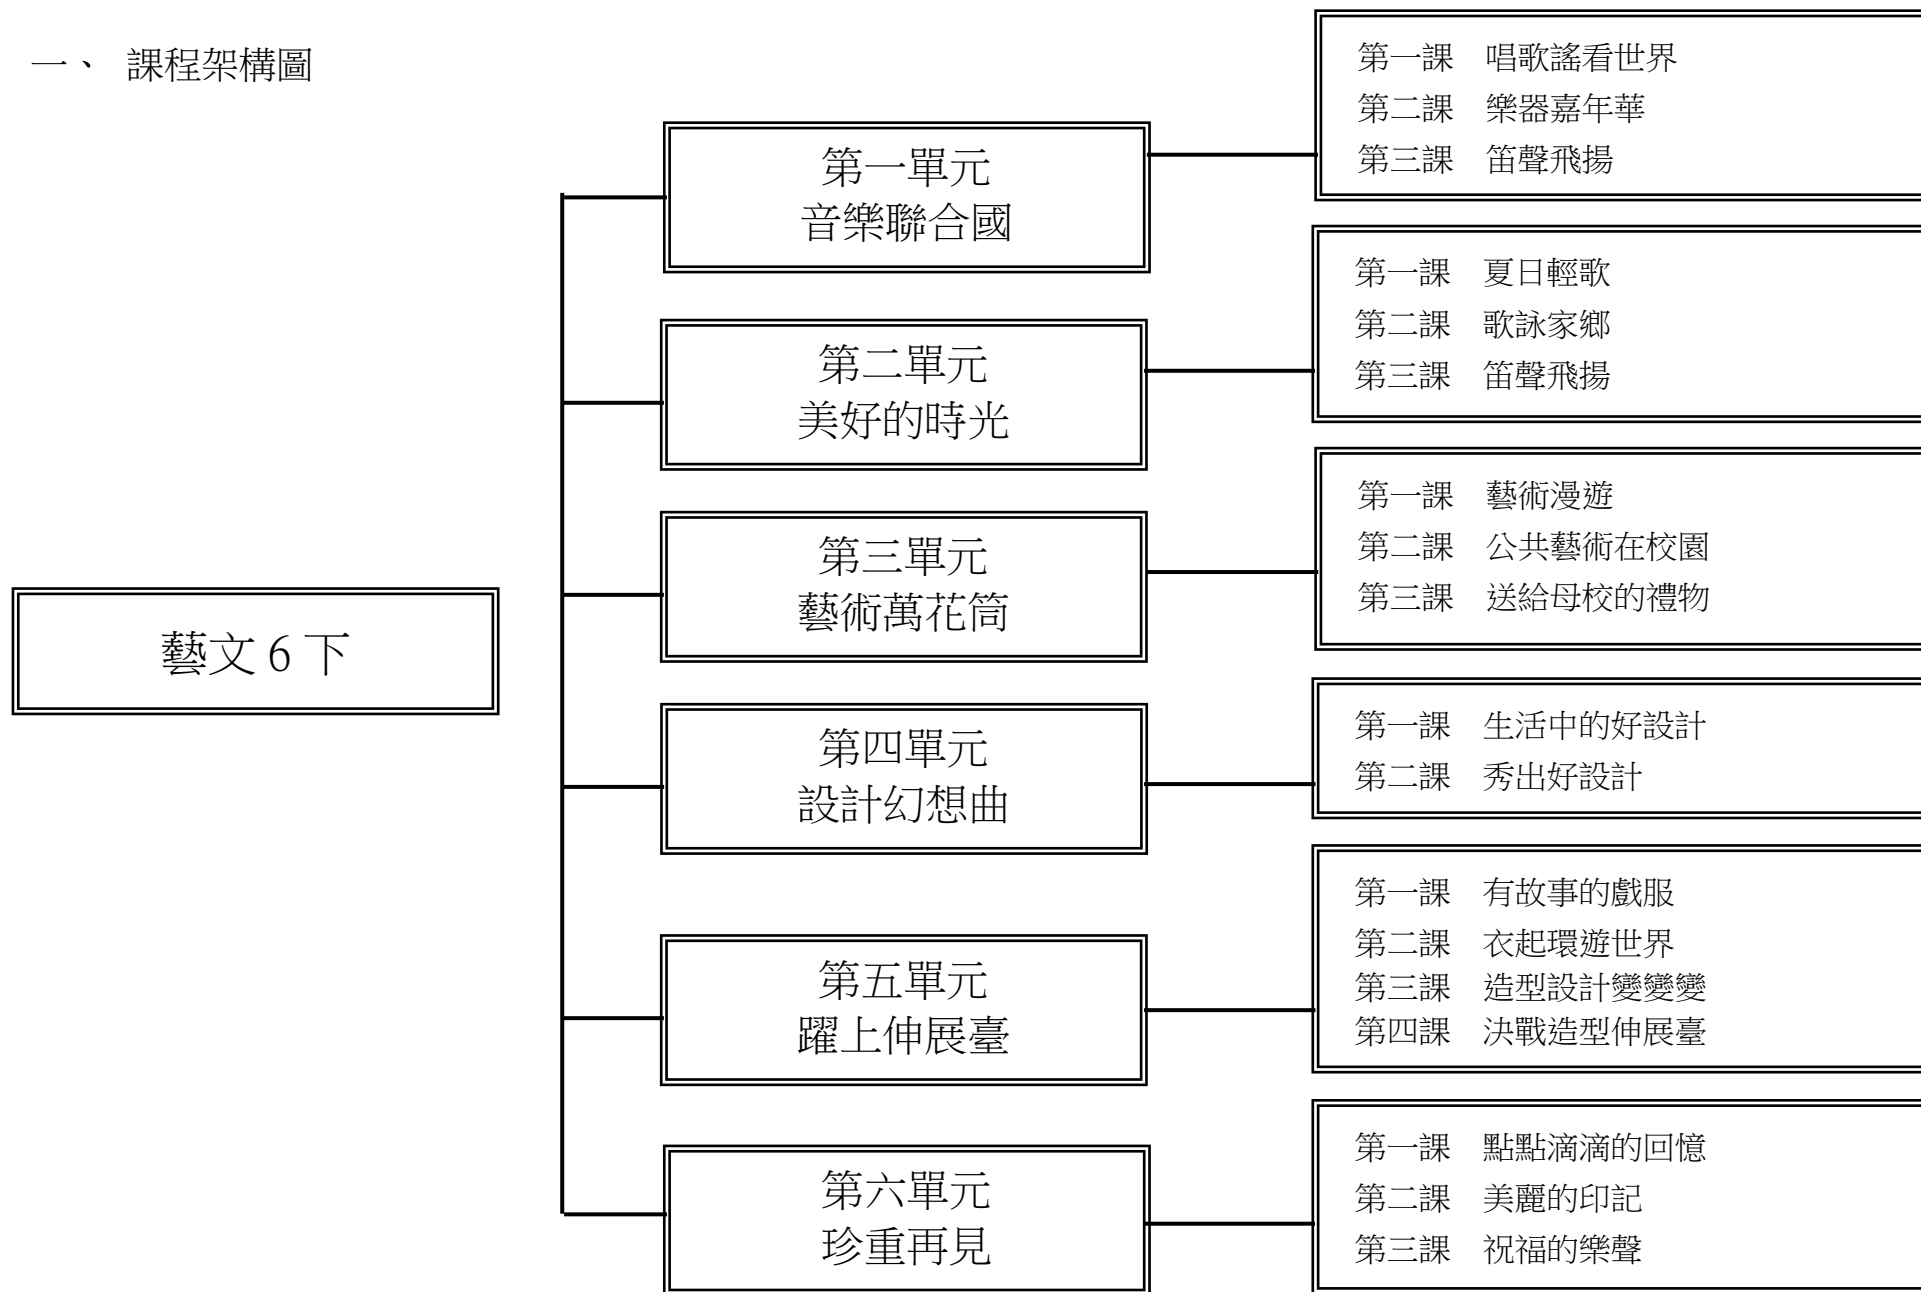 一、 課程架構圖
藝文6下
第一單元
音樂聯合國
第一課 唱歌謠看世界
第二課 樂器嘉年華
第三課 笛聲飛揚
第二單元
美好的時光
第一課 夏日輕歌
第二課 歌詠家鄉
第三課 笛聲飛揚
第三單元
藝術萬花筒
第一課 藝術漫遊
第二課 公共藝術在校園
第三課 送給母校的禮物
第四單元
設計幻想曲
第一課 生活中的好設計
第二課 秀出好設計
第五單元
躍上伸展臺
第一課 有故事的戲服
第二課 衣起環遊世界
第三課 造型設計變變變
第四課 決戰造型伸展臺
第六單元
珍重再見
第一課 點點滴滴的回憶
第二課 美麗的印記
第三課 祝福的樂聲